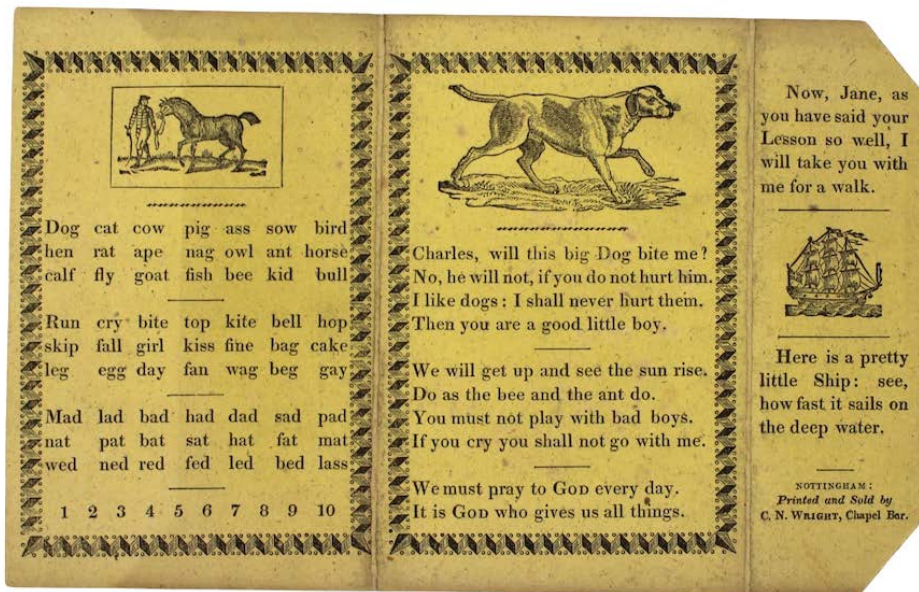 Dog cat cow pig ass sow bird
hen rat ape nag owl ant horse
calf fly goat fish bee kid bull
Run cry bite top kite bell hop
skip fall girl kiss fine bag cake
leg egg day fan wag beg gay
Mad lad bad had dad sad pad
nat pat bat sat hat fat mat
wed ned red fed led bed lass
1 2 3 4 5 6 7 8 9 10
Charles, will this big Dog bite me?
No, he will not, if you do not hurt him.
I like dogs: I shall never hurt them.
Then you are a good little boy.
We will get up and see the sun rise.
Do as the bee and the ant do.
You must not play with bad boys.
If you cry you shall not go with me.
We must pray to GOD every day.
It is GOD who gives us all things.
Now, Jane, as
you have said your
Lesson so well, I
will take you with
me for a walk.
Here is a pretty
little Ship: see,
how fast it sails on
the deep water.
NOTTINGHAM:
Printed and Sold by
C. N. WRIGHT, Chapel Bar.